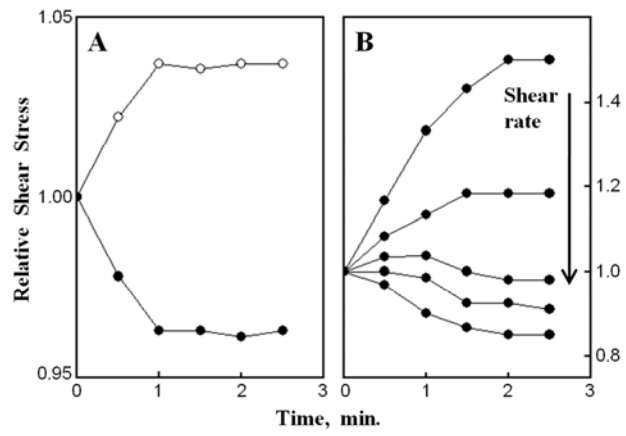 1.05
A
B
Shear
rate
1.4
1.2
1.00
1.0
0.8
0.95
0 1 2 3 0 1 2 3
Relative Shear Stress
Time, min.